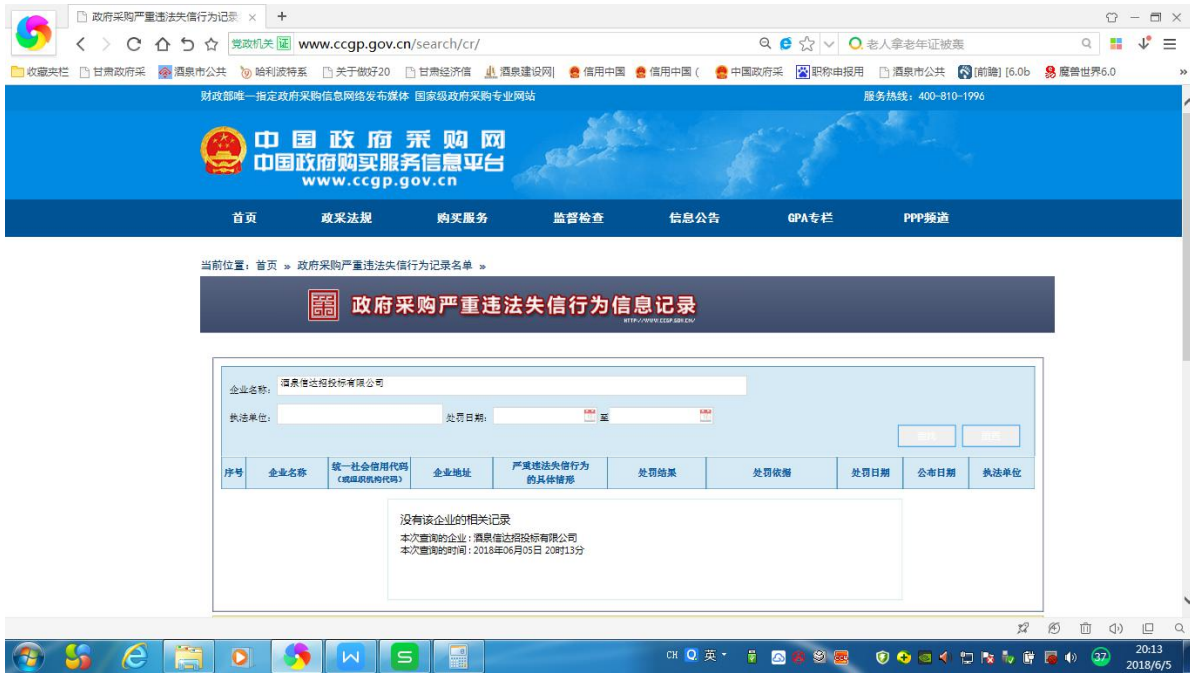 政府采购严重违法失信行为记录
www.ccgp.gov.cn/search/cr/
党政机关 证
老人拿老年证被轰
收藏夹栏 甘肃政府采 酒泉市公共 哈利波特系 关于做好20 甘肃经济信 酒泉建设网| 信用中国 信用中国 ( 中国政府采 职称申报用 酒泉市公共 [前瞻] [6.0b 魔兽世界6.0
财政部唯一指定政府采购信息网络发布媒体 国家级政府采购专业网站
服务热线：400-810-1996
中国政府采购网
中国政府购买服务信息平台
www.ccgp.gov.cn
首页 政采法规 购买服务 监督检查 信息公告 GPA专栏 PPP频道
当前位置：首页 » 政府采购严重违法失信行为记录名单 »
政府采购严重违法失信行为信息记录
HTTP://WWW.CCGP.GOV.CN/
企业名称： 酒泉信达招投标有限公司
执法单位： 处罚日期： 至
序号 企业名称 统一社会信用代码 （或组织机构代码） 企业地址 严重违法失信行为 的具体情形 处罚结果 处罚依据 处罚日期 公布日期 执法单位
没有该企业的相关记录
本次查询的企业：酒泉信达招投标有限公司
本次查询的时间：2018年06月05日 20时13分
CH 英
37
20:13
2018/6/5